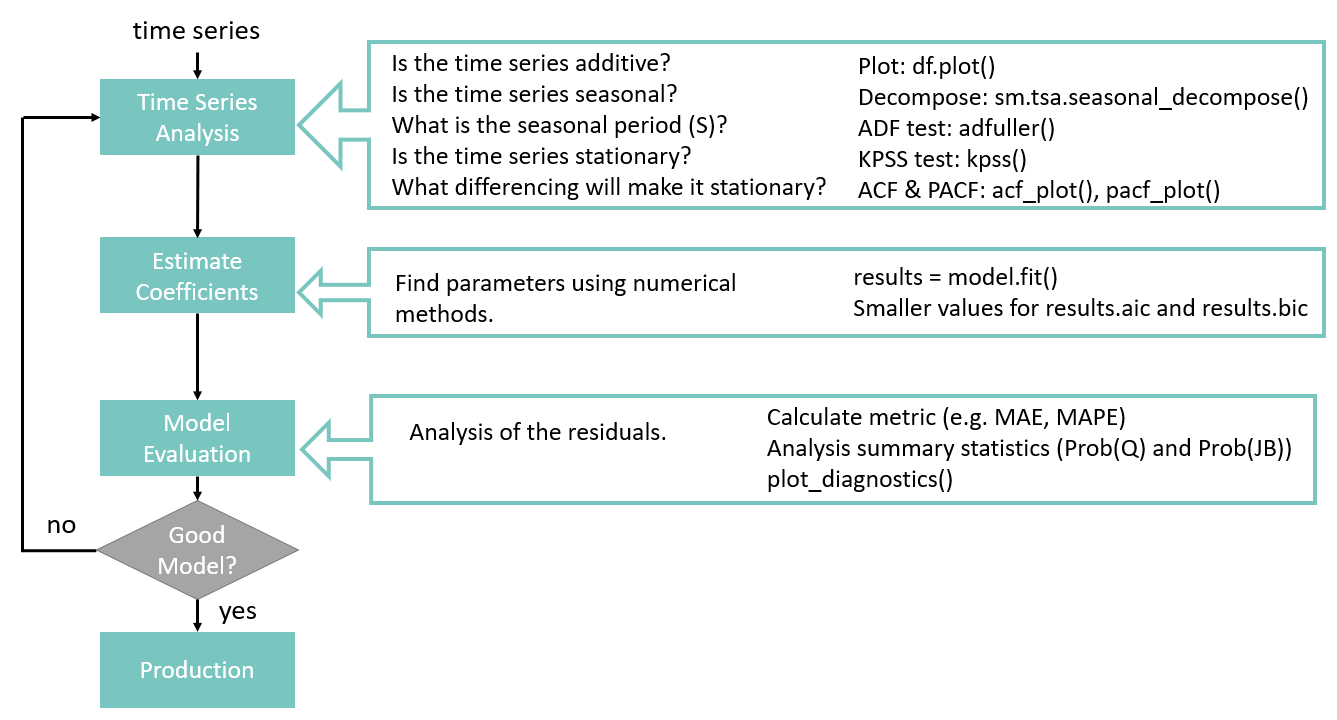 time series
Time Series
Analysis
Is the time series additive?
Is the time series seasonal?
What is the seasonal period (S)?
Is the time series stationary?
What differencing will make it stationary?
Plot: df.plot()
Decompose: sm.tsa.seasonal_decompose()
ADF test: adfuller()
KPSS test: kpss()
ACF & PACF: acf_plot(), pacf_plot()
Estimate
Coefficients
Find parameters using numerical
methods.
results = model.fit()
Smaller values for results.aic and results.bic
Model
Evaluation
Analysis of the residuals.
Calculate metric (e.g. MAE, MAPE)
Analysis summary statistics (Prob(Q) and Prob(JB))
plot_diagnostics()
no
Good
Model?
yes
Production